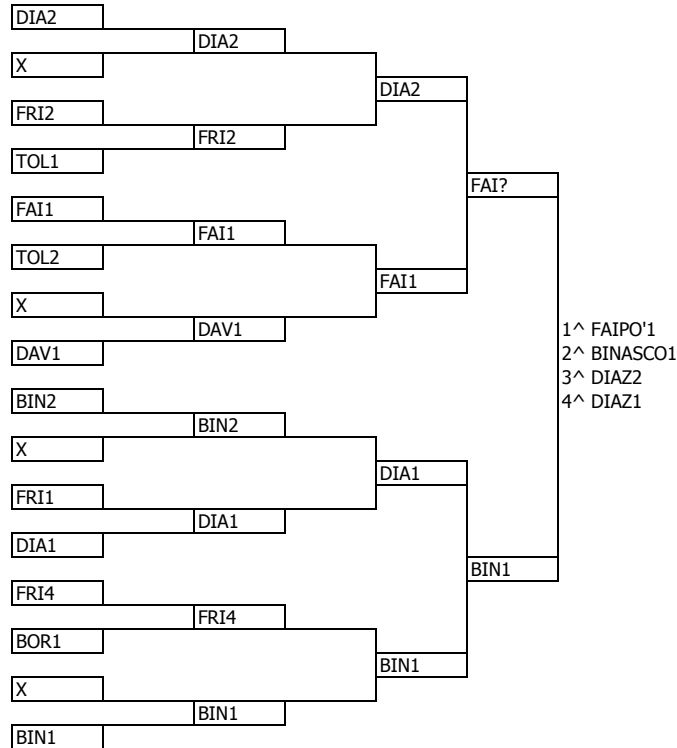 DIA2
DIA2
X
DIA2
FRI2
FRI2
TOL1
FAI?
FAI1
FAI1
TOL2
FAI1
X
DAV1
DAV1
1^ FAIPO'1
2^ BINASCO1
3^ DIAZ2
4^ DIAZ1
BIN2
BIN2
X
DIA1
FRI1
DIA1
DIA1
BIN1
FRI4
FRI4
BOR1
BIN1
X
BIN1
BIN1